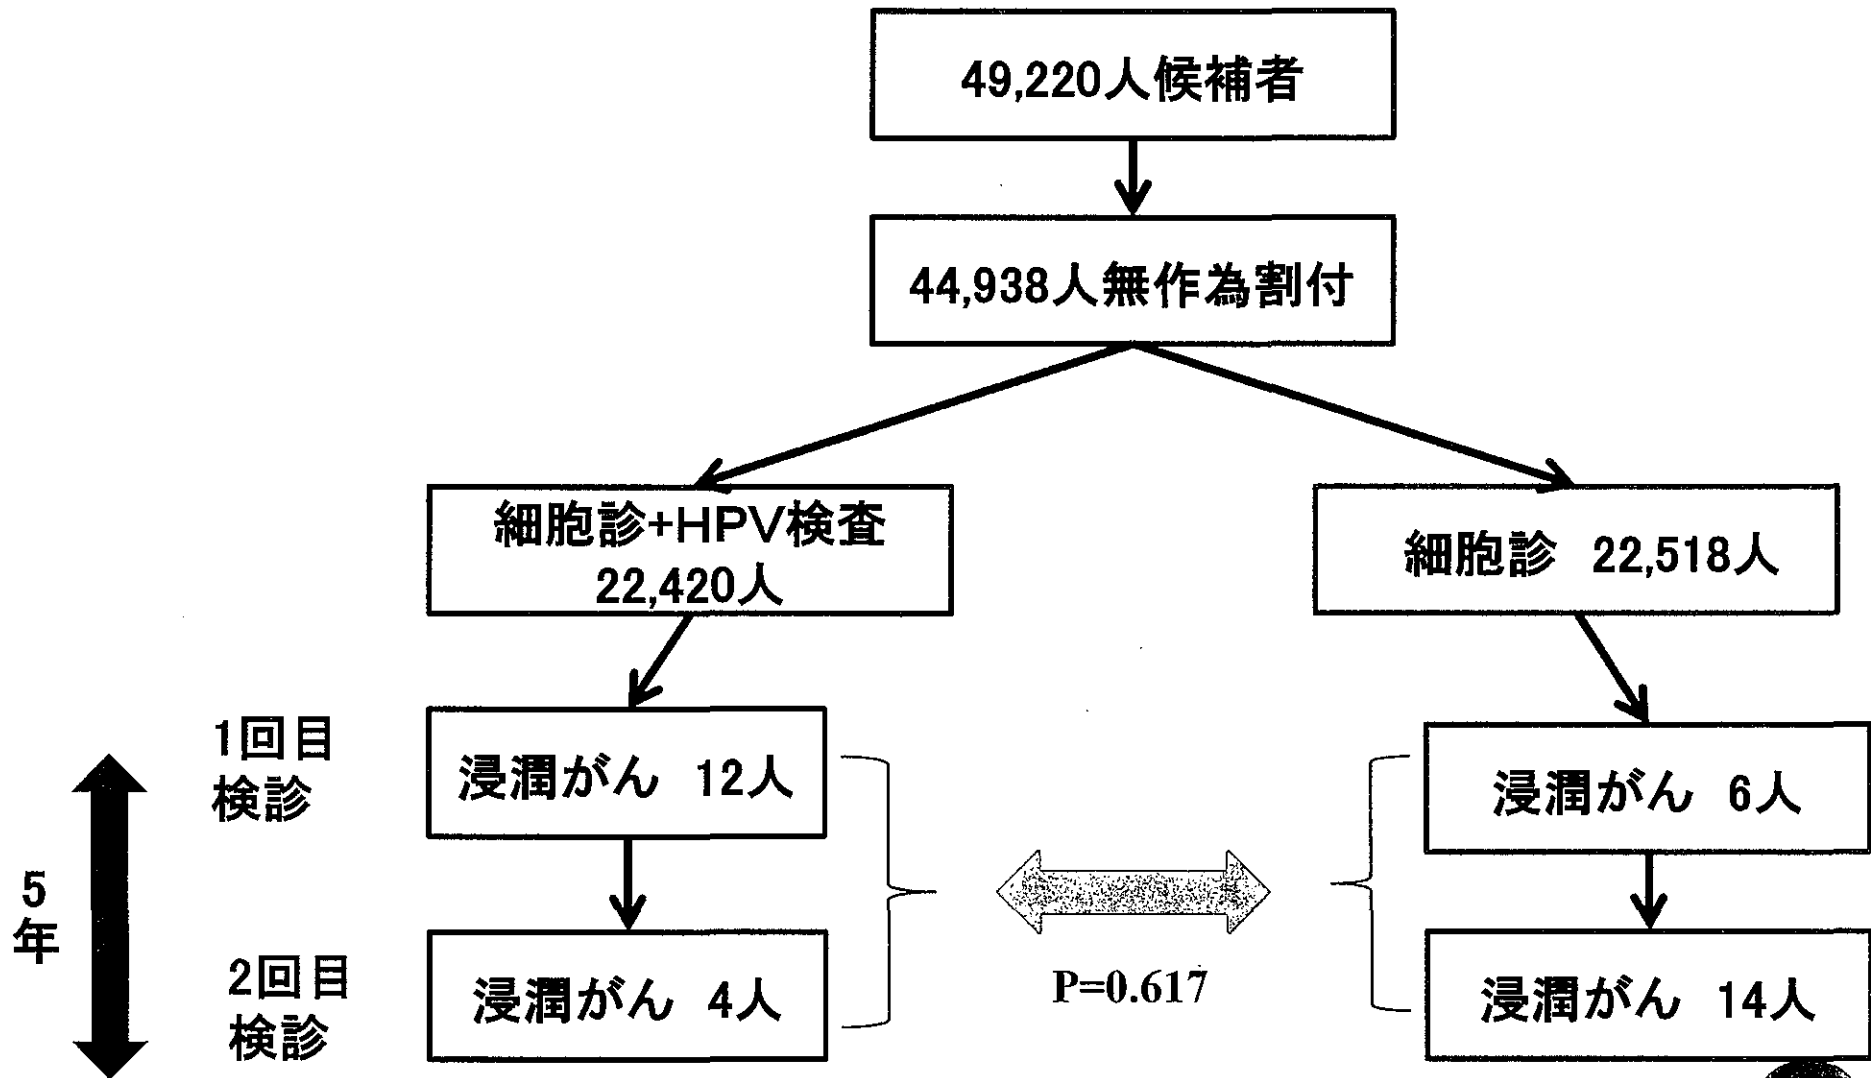 49,220人候補者
44,938人無作為割付
細胞診+HPV検査
22,420人
細胞診 22,518人
1回目
検診
浸潤がん 12人
浸潤がん 6人
5
年
P=0.617
2回目
検診
浸潤がん 4人
浸潤がん 14人